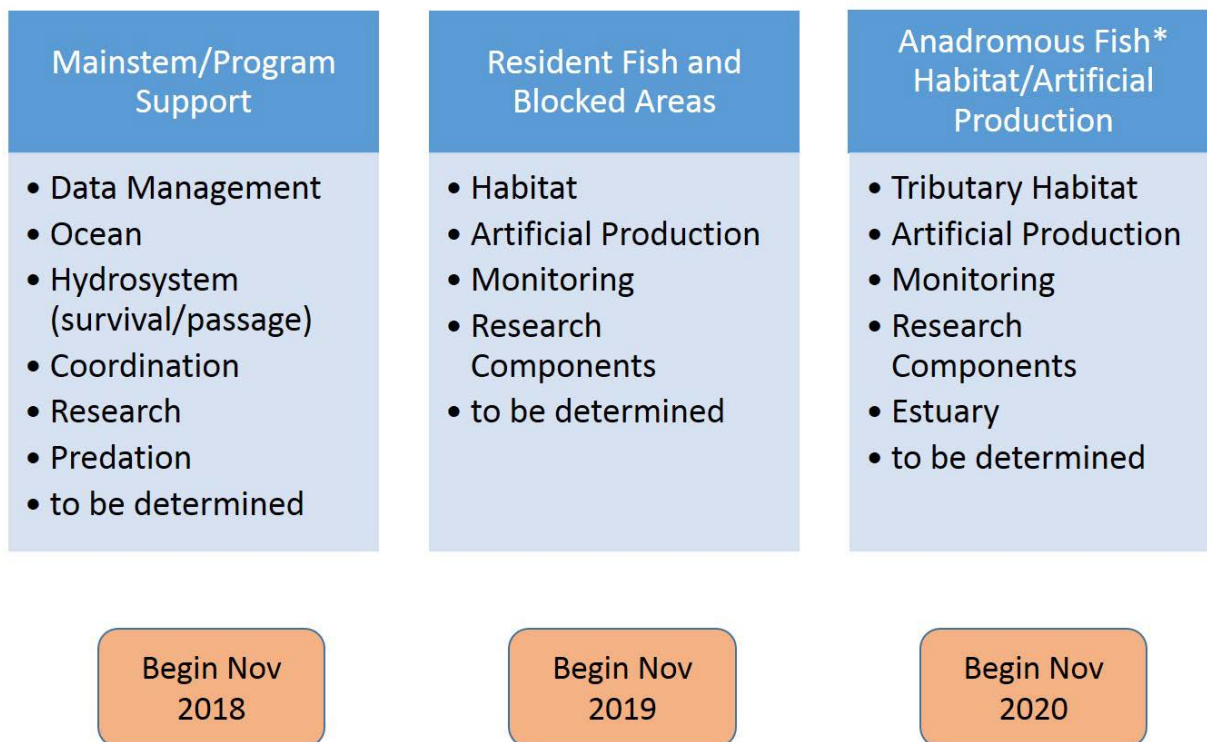 Mainstem/Program
Support
• Data Management
• Ocean
• Hydrosystem
(survival/passage)
• Coordination
• Research
• Predation
• to be determined
Begin Nov
2018
Resident Fish and
Blocked Areas
• Habitat
• Artificial Production
• Monitoring
• Research
Components
• to be determined
Begin Nov
2019
Anadromous Fish*
Habitat/Artificial
Production
• Tributary Habitat
• Artificial Production
• Monitoring
• Research
Components
• Estuary
• to be determined
Begin Nov
2020